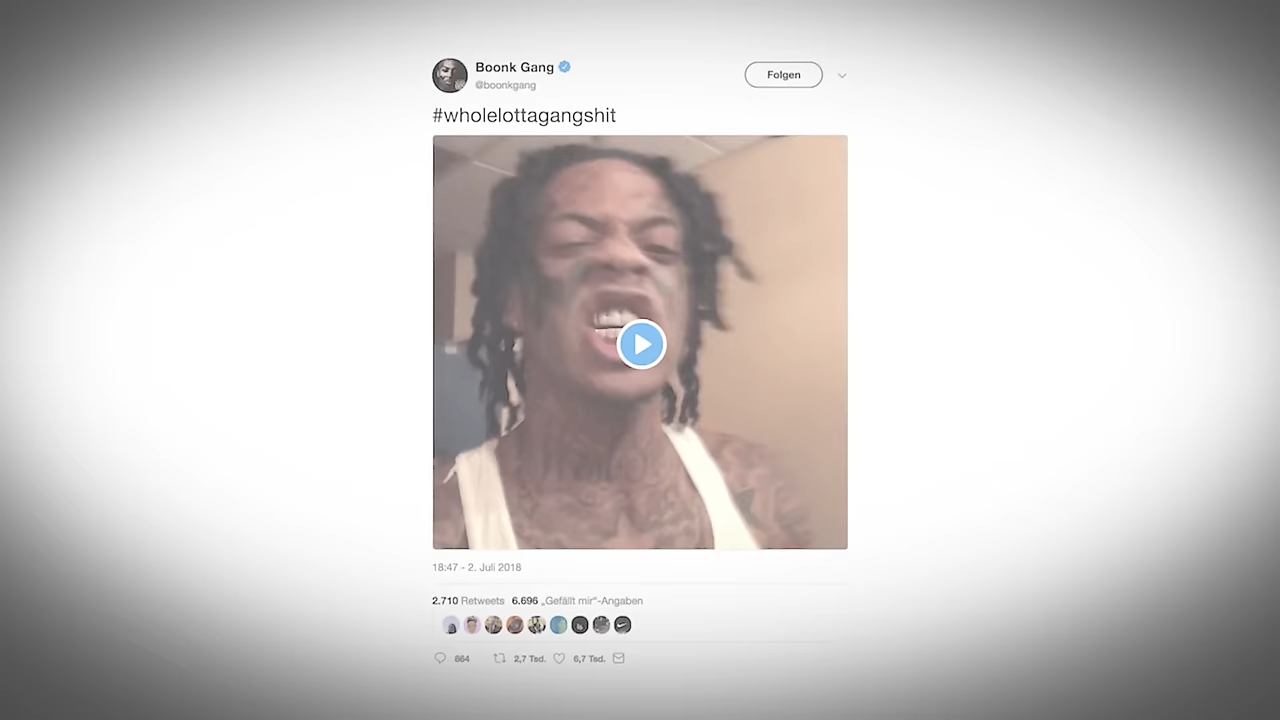 Boonk Gang
@boonkgang
Folgen
#wholelottagangshit
18:47 - 2. Juli 2018
2.710 Retweets 6.696 „Gefällt mir“-Angaben
664 2,7 Tsd. 6,7 Tsd.